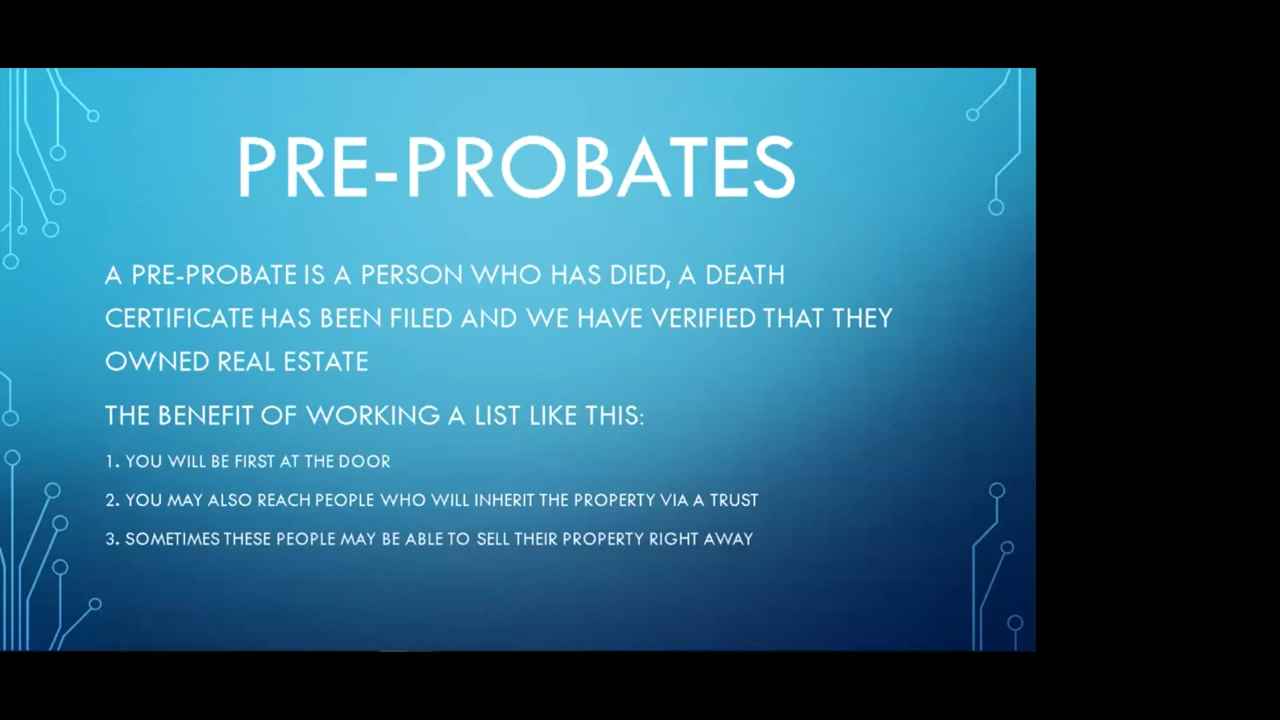 PRE-PROBATES
A PRE-PROBATE IS A PERSON WHO HAS DIED, A DEATH
CERTIFICATE HAS BEEN FILED AND WE HAVE VERIFIED THAT THEY
OWNED REAL ESTATE
THE BENEFIT OF WORKING A LIST LIKE THIS:
1. YOU WILL BE FIRST AT THE DOOR
2. YOU MAY ALSO REACH PEOPLE WHO WILL INHERIT THE PROPERTY VIA A TRUST
3. SOMETIMES THESE PEOPLE MAY BE ABLE TO SELL THEIR PROPERTY RIGHT AWAY